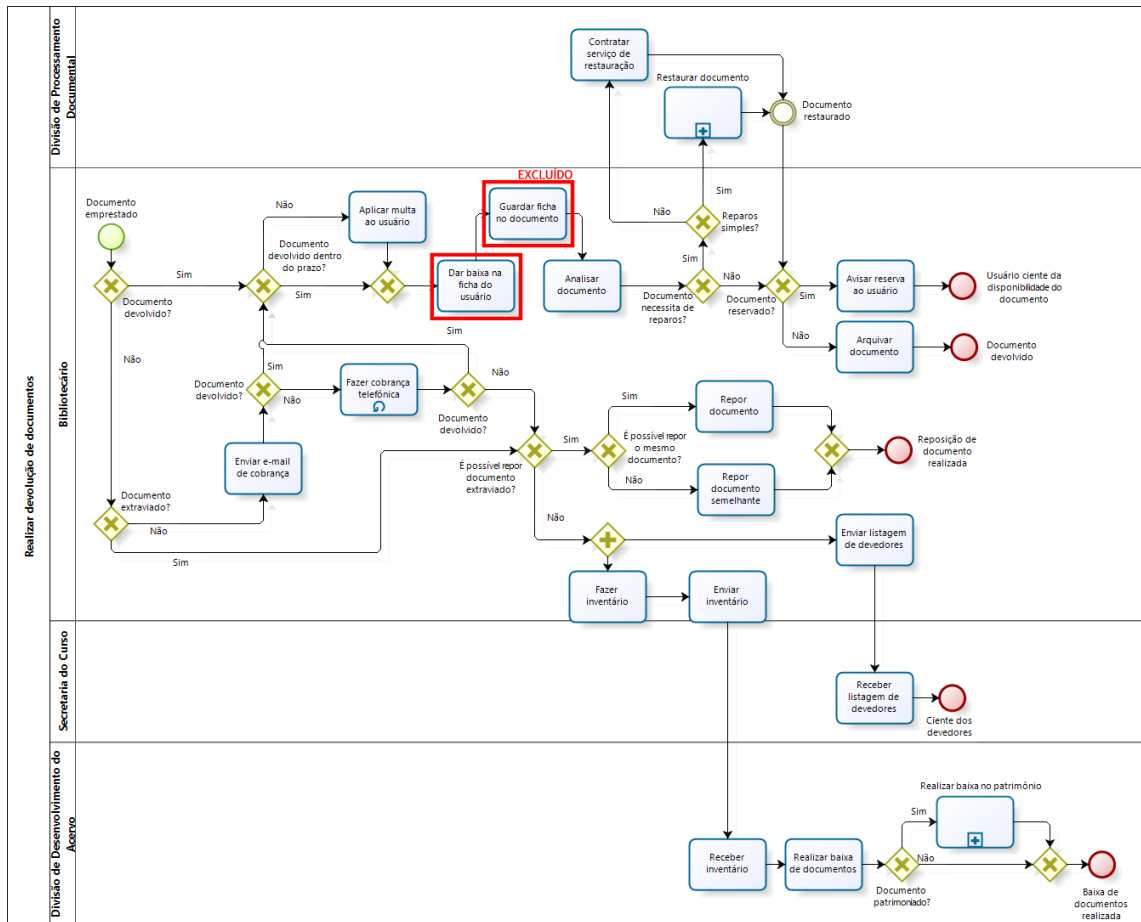 Realizar devolução de documentos
Divisão de Processamento
Documental
Contratar
serviço de
restauração
Restaurar documento
Documento
restaurado
Bibliotecário
EXCLUÍDO
Documento
emprestado
Não
Aplicar multa
ao usuário
Guardar ficha
no documento
Sim
Não
Reparos
simples?
Documento
devolvido dentro
do prazo?
Sim
Documento
devolvido?
Sim
Dar baixa na
ficha do
usuário
Analisar
documento
Sim
Documento
necessita de
reparos?
Não
Documento
reservado?
Sim
Avisar reserva
ao usuário
Usuário ciente da
disponibilidade do
documento
Não
Arquivar
documento
Documento
devolvido
Não
Sim
Documento
devolvido?
Sim
Não
Fazer cobrança
telefônica
Não
Documento
devolvido?
Enviar e-mail
de cobrança
Sim
É possível repor
o mesmo
documento?
Sim
Repor
documento
Não
Repor
documento
semelhante
Reposição de
documento
realizada
É possível repor
documento
extraviado?
Documento
extraviado?
Não
Sim
Não
Enviar listagem
de devedores
Fazer
inventário
Enviar
inventário
Secretaria do Curso
Receber
listagem de
devedores
Ciente dos
devedores
Divisão de Desenvolvimento do
Acervo
Realizar baixa no patrimônio
Sim
Receber
inventário
Realizar baixa
de documentos
Não
Documento
patrimoniado?
Baixa de
documentos
realizada